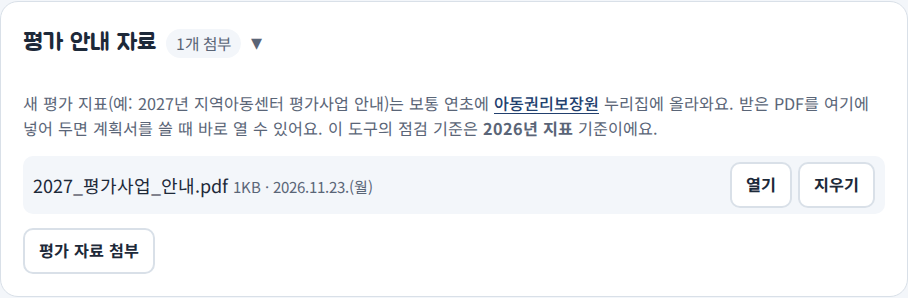 평가 안내 자료 1개 첨부 ▼
새 평가 지표(예: 2027년 지역아동센터 평가사업 안내)는 보통 연초에 아동권리보장원 누리집에 올라와요. 받은 PDF를 여기에
넣어 두면 계획서를 쓸 때 바로 열 수 있어요. 이 도구의 점검 기준은 2026년 지표 기준이에요.
2027_평가사업_안내.pdf 1KB · 2026.11.23.(월) 열기 지우기
평가 자료 첨부